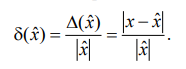 δ(x̂) = Δ(x̂)/|x̂| = |x − x̂|/|x̂|.